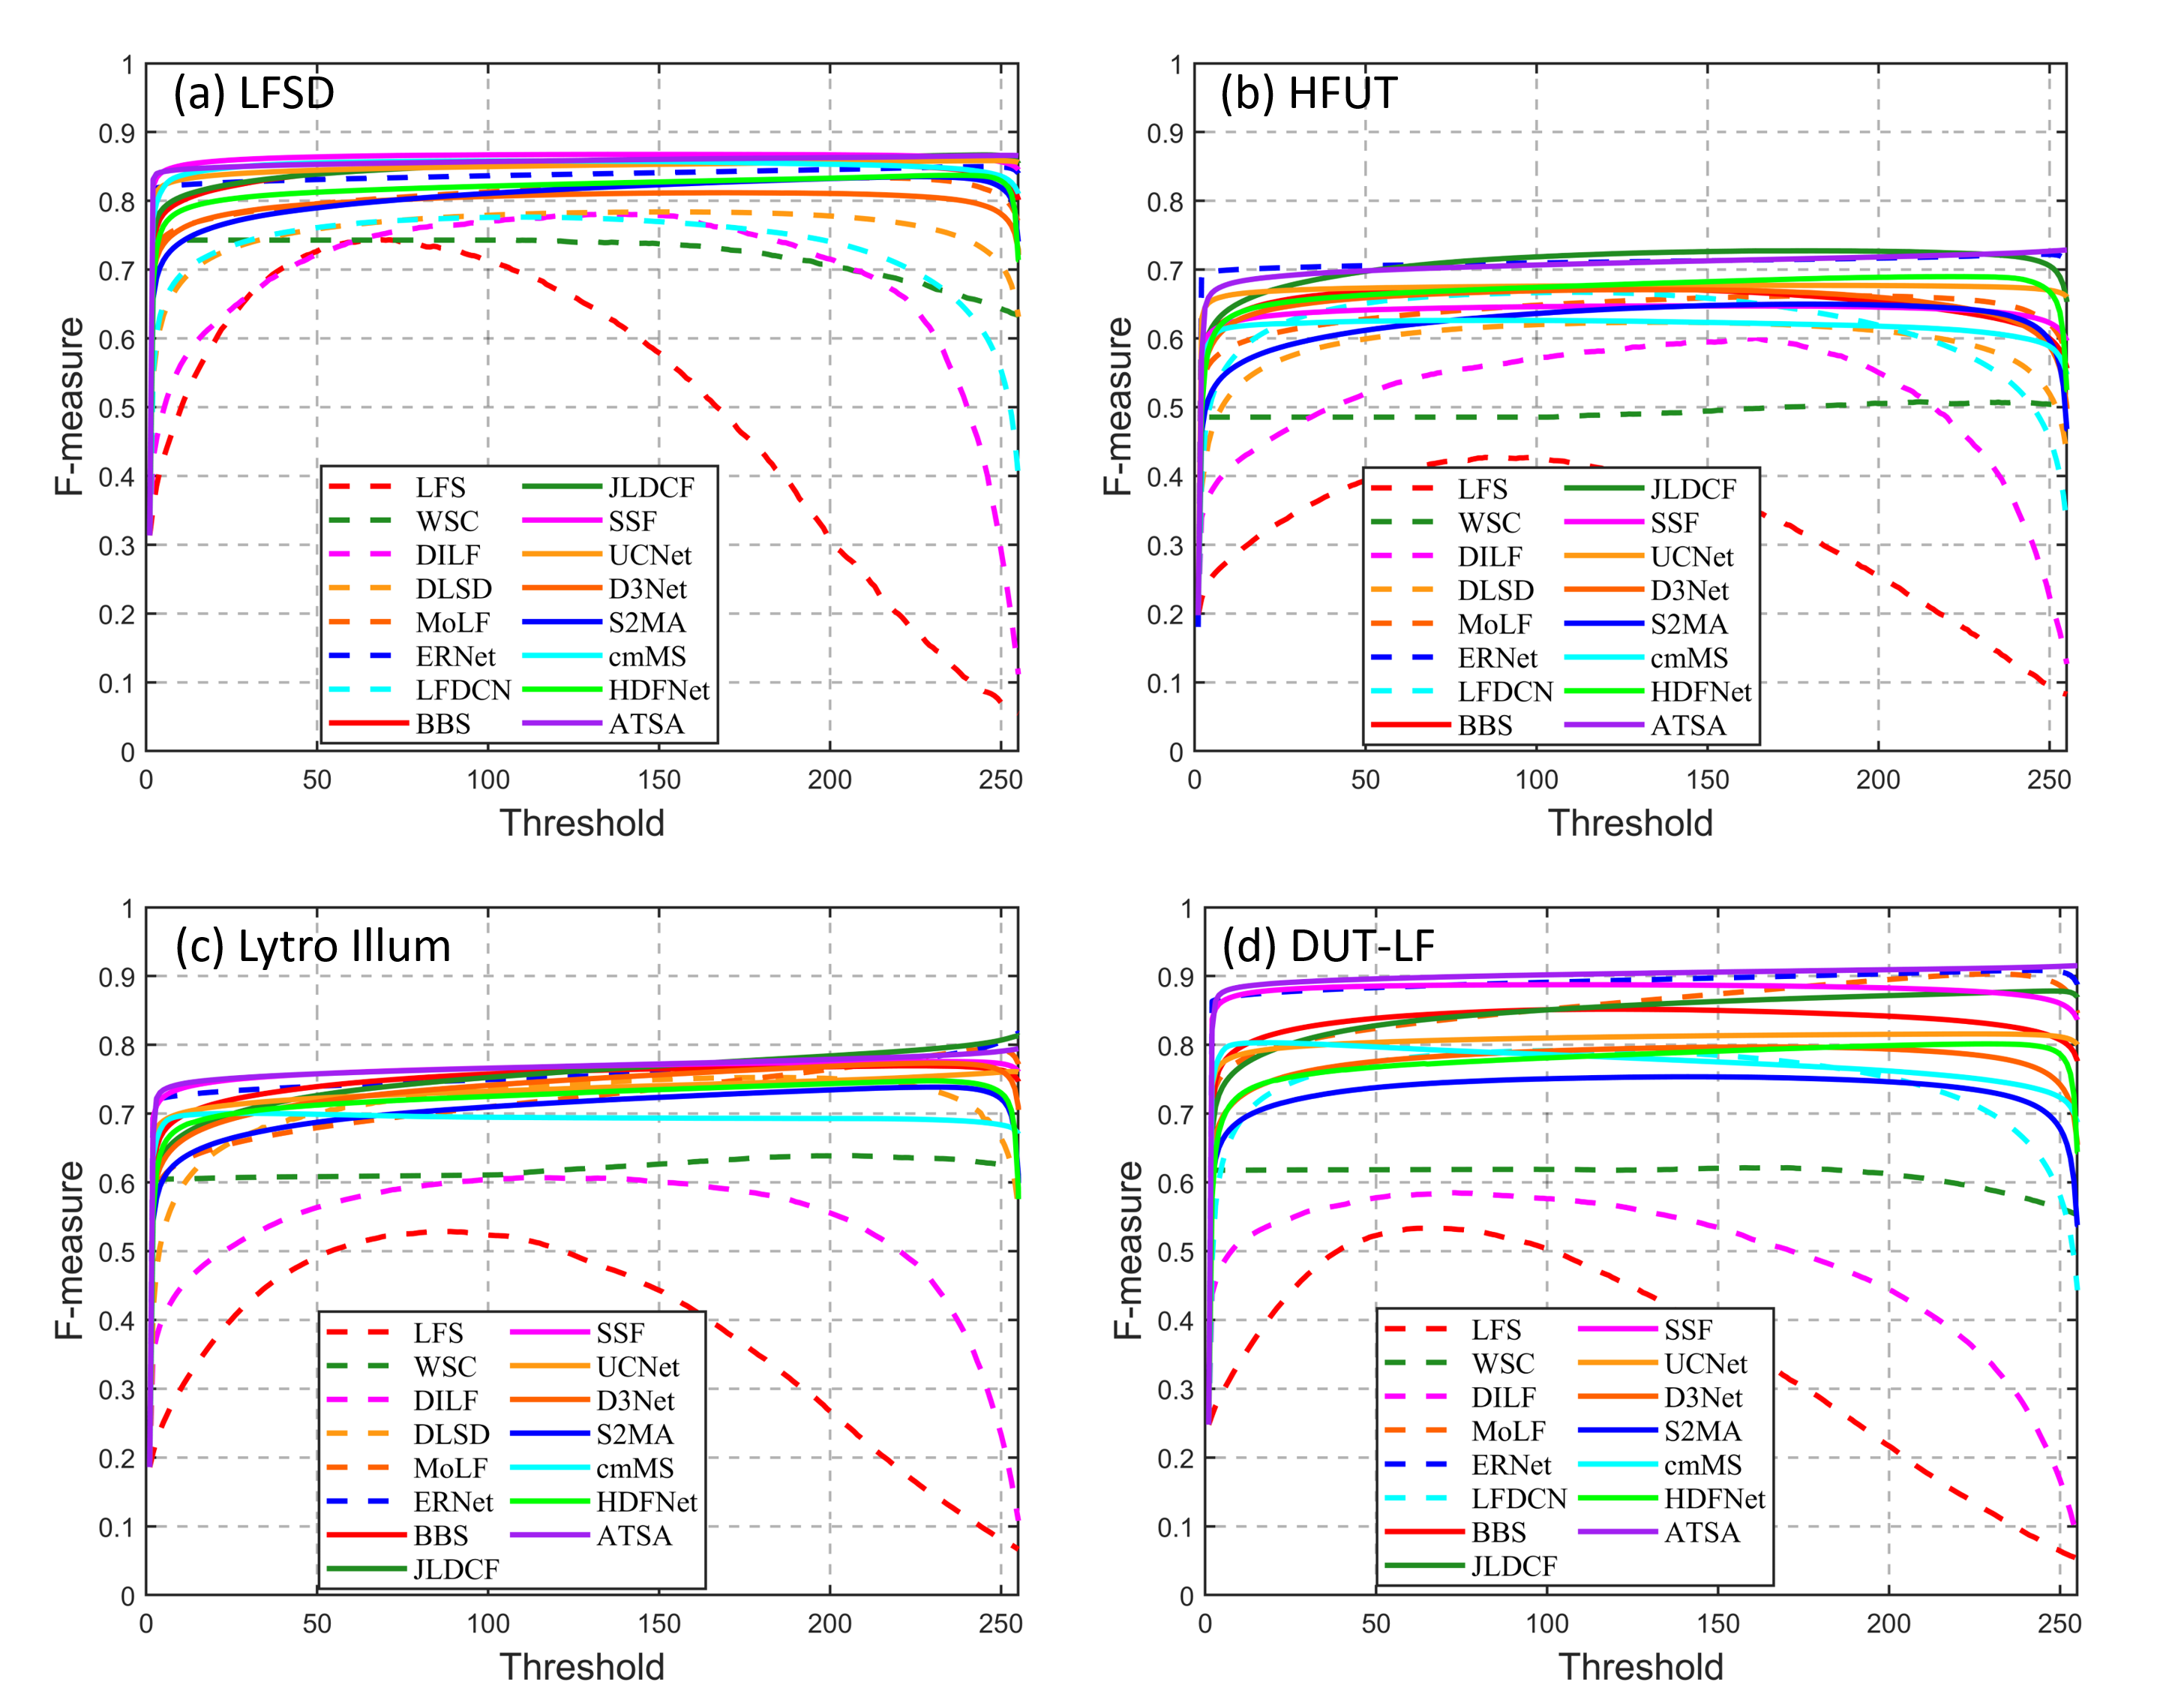 (a) LFSD
F-measure
1
0.9
0.8
0.7
0.6
0.5
0.4
0.3
0.2
0.1
0
LFS JLDCF
WSC SSF
DILF UCNet
DLSD D3Net
MoLF S2MA
ERNet cmMS
LFDCN HDFNet
BBS ATSA
0 50 100 150 200 250
Threshold
(b) HFUT
F-measure
1
0.9
0.8
0.7
0.6
0.5
0.4
0.3
0.2
0.1
0
LFS JLDCF
WSC SSF
DILF UCNet
DLSD D3Net
MoLF S2MA
ERNet cmMS
LFDCN HDFNet
BBS ATSA
0 50 100 150 200 250
Threshold
(c) Lytro Illum
F-measure
1
0.9
0.8
0.7
0.6
0.5
0.4
0.3
0.2
0.1
0
LFS SSF
WSC UCNet
DILF D3Net
DLSD S2MA
MoLF cmMS
ERNet HDFNet
BBS ATSA
JLDCF
0 50 100 150 200 250
Threshold
(d) DUT-LF
F-measure
1
0.9
0.8
0.7
0.6
0.5
0.4
0.3
0.2
0.1
0
LFS SSF
WSC UCNet
DILF D3Net
MoLF S2MA
ERNet cmMS
LFDCN HDFNet
BBS ATSA
JLDCF
0 50 100 150 200 250
Threshold